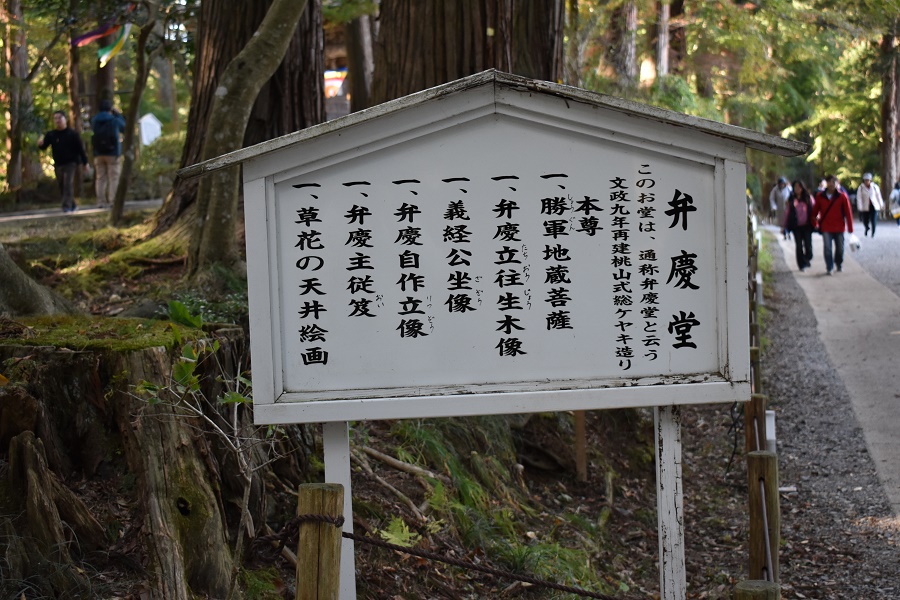 弁慶堂
このお堂は、通称弁慶堂と云う
文政九年再建桃山式総ケヤキ造り
本尊
一、勝軍地蔵菩薩
一、弁慶立往生木像
一、義経公坐像
一、弁慶自作立像
一、弁慶主従笈
一、草花の天井絵画